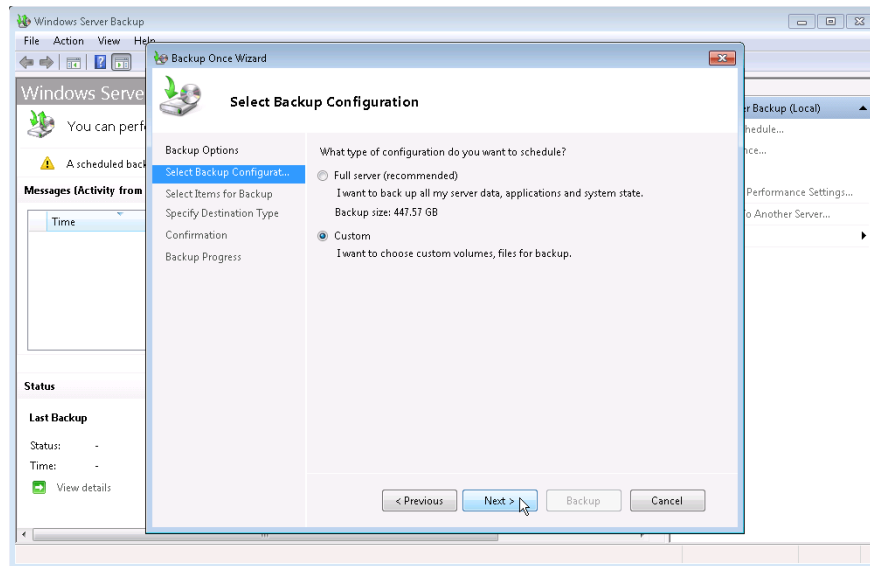 Windows Server Backup
File Action View Help
Backup Once Wizard
Windows Serve
Select Backup Configuration
er Backup (Local)
You can perf
hedule...
nce...
A scheduled back
Backup Options
What type of configuration do you want to schedule?
Select Backup Configurat...
Full server (recommended)
Messages (Activity from
Select Items for Backup
I want to back up all my server data, applications and system state.
Performance Settings...
Time
Specify Destination Type
Backup size: 447.57 GB
o Another Server...
Confirmation
Custom
Backup Progress
I want to choose custom volumes, files for backup.
Status
Last Backup
Status: -
Time: -
View details
< Previous
Next >
Backup
Cancel